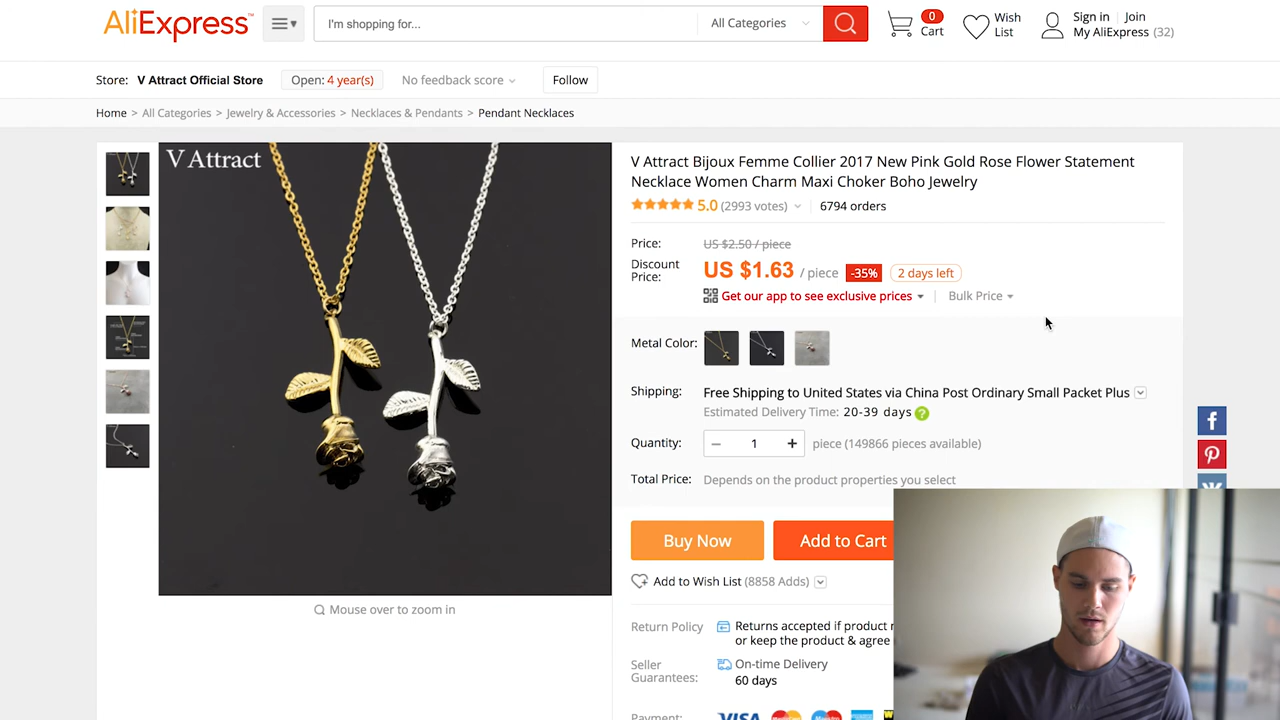 AliExpress™
I'm shopping for...
All Categories
0
Cart
Wish
List
Sign in | Join
My AliExpress (32)
Store: V Attract Official Store
Open: 4 year(s)
No feedback score
Follow
Home > All Categories > Jewelry & Accessories > Necklaces & Pendants > Pendant Necklaces
V Attract
V Attract Bijoux Femme Collier 2017 New Pink Gold Rose Flower Statement
Necklace Women Charm Maxi Choker Boho Jewelry
5.0 (2993 votes)
6794 orders
Price: US $2.50 / piece
Discount
Price:
US $1.63 / piece -35% 2 days left
Get our app to see exclusive prices
Bulk Price
Metal Color:
Shipping: Free Shipping to United States via China Post Ordinary Small Packet Plus
Estimated Delivery Time: 20-39 days ?
Quantity: − 1 + piece (149866 pieces available)
Total Price: Depends on the product properties you select
Buy Now
Add to Cart
Mouse over to zoom in
Add to Wish List (8858 Adds)
Return Policy
Returns accepted if product
or keep the product & agree
Seller
Guarantees:
On-time Delivery
60 days
Payment:
VISA